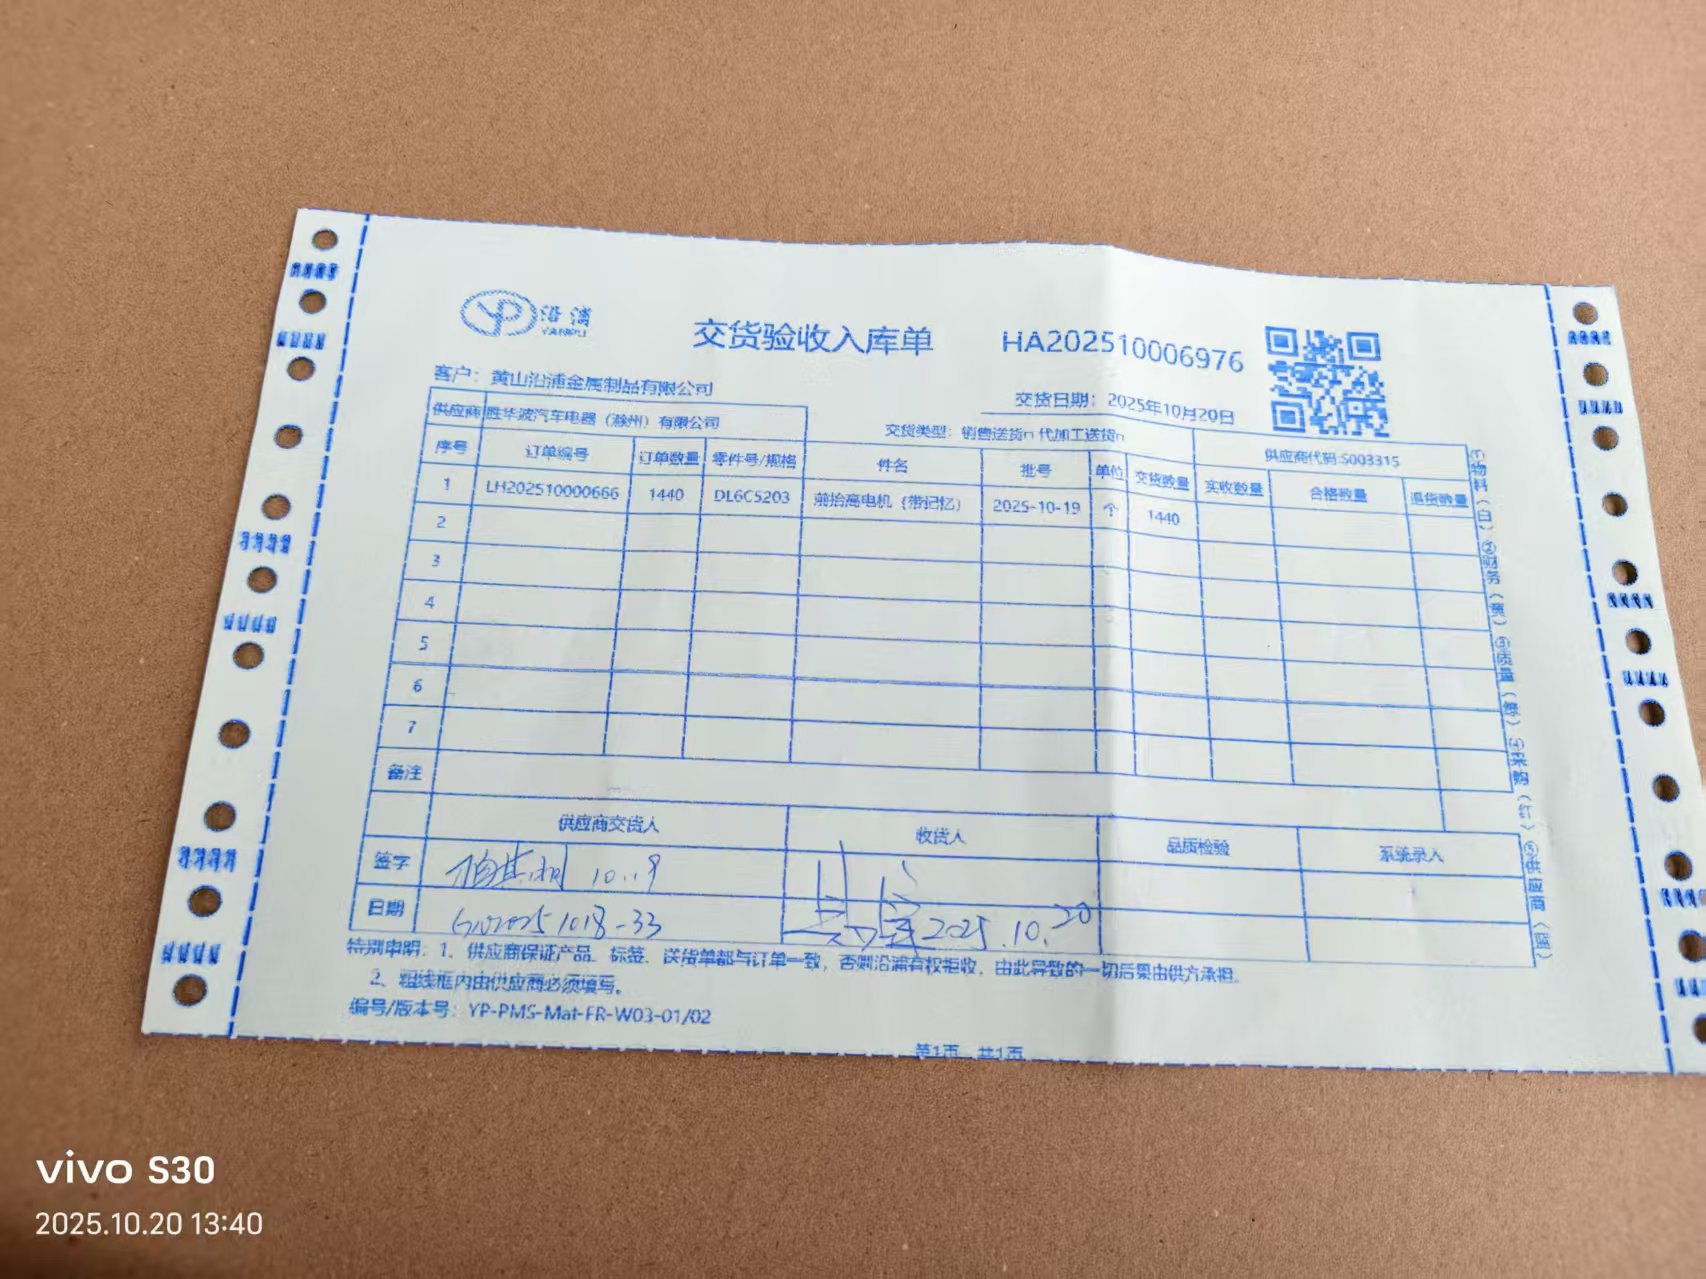 YP 沿浦
YANPU
交货验收入库单 HA202510006976
客户：黄山沿浦金属制品有限公司
交货日期：2025年10月20日
供应商 胜华波汽车电器（滁州）有限公司
交货类型：销售送货n 代加工送货n
供应商代码:S003315
序号 订单编号 订单数量 零件号/规格 件名 批号 单位 交货数量 实收数量 合格数量 退货数量
1 LH202510000666 1440 DL6C5203 前抬高电机（带记忆） 2025-10-19 个 1440
2
3
4
5
6
7
备注
供应商交货人 收货人 品质检验 系统录入
签字
日期 2025.10.20
特别申明：1、供应商保证产品、标签、送货单都与订单一致，否则沿浦有权拒收，由此导致的一切后果由供方承担。
2、粗线框内由供应商必须填写。
编号/版本号：YP-PMS-Mat-FR-W03-01/02
第1页 共1页
①物料（白）②财务（黄）③质量（绿）④采购（红）⑤供应商（蓝）
vivo S30
2025.10.20 13:40